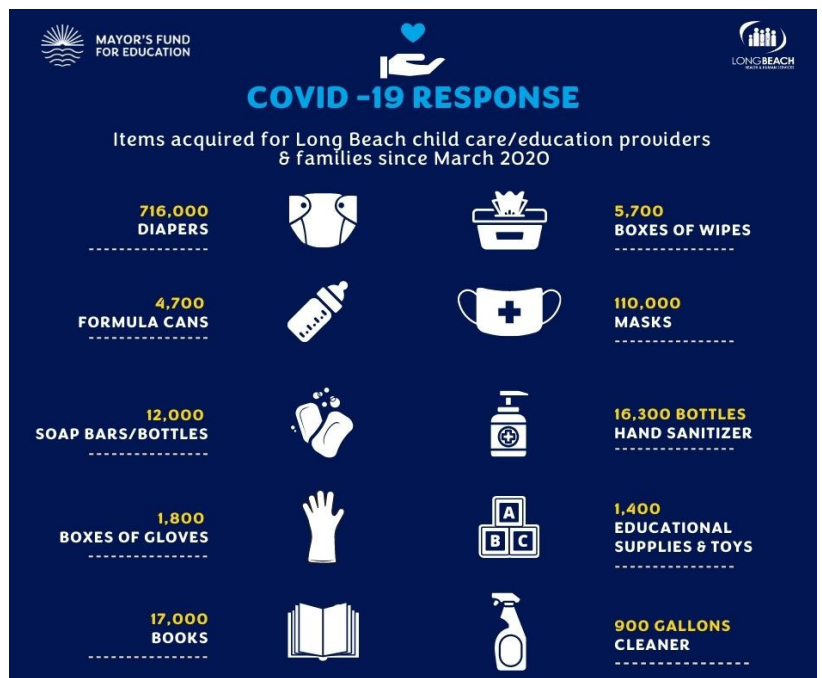 MAYOR'S FUND
FOR EDUCATION
LONGBEACH
HEALTH & HUMAN SERVICES
COVID -19 RESPONSE
Items acquired for Long Beach child care/education providers
& families since March 2020
716,000
DIAPERS
5,700
BOXES OF WIPES
4,700
FORMULA CANS
110,000
MASKS
12,000
SOAP BARS/BOTTLES
16,300 BOTTLES
HAND SANITIZER
1,800
BOXES OF GLOVES
A
B C
1,400
EDUCATIONAL
SUPPLIES & TOYS
17,000
BOOKS
900 GALLONS
CLEANER